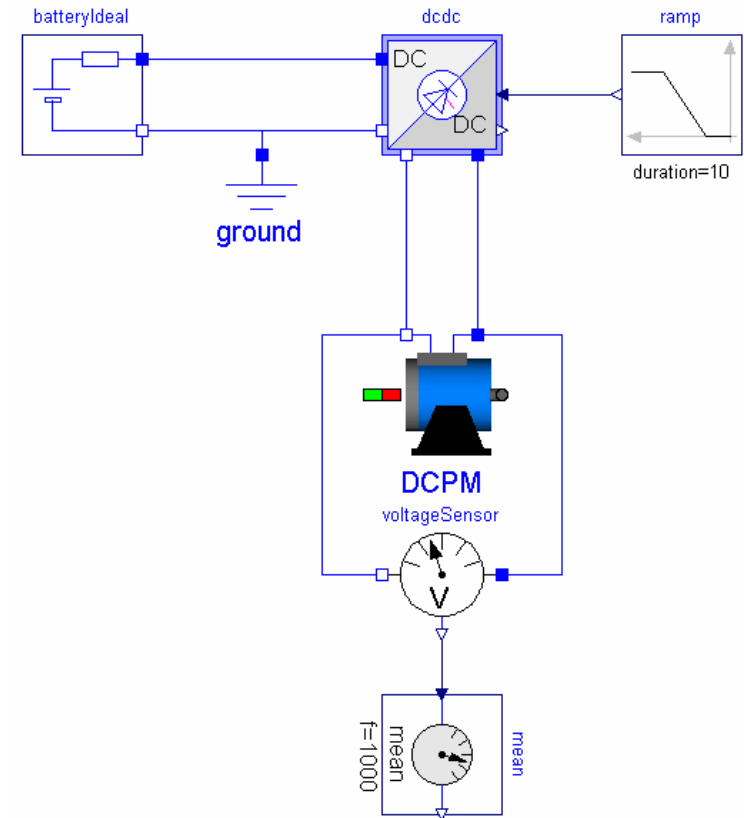 batteryIdeal
dcdc
ramp
DC
DC
duration=10
ground
DCPM
voltageSensor
V
mean
f=1000
mean